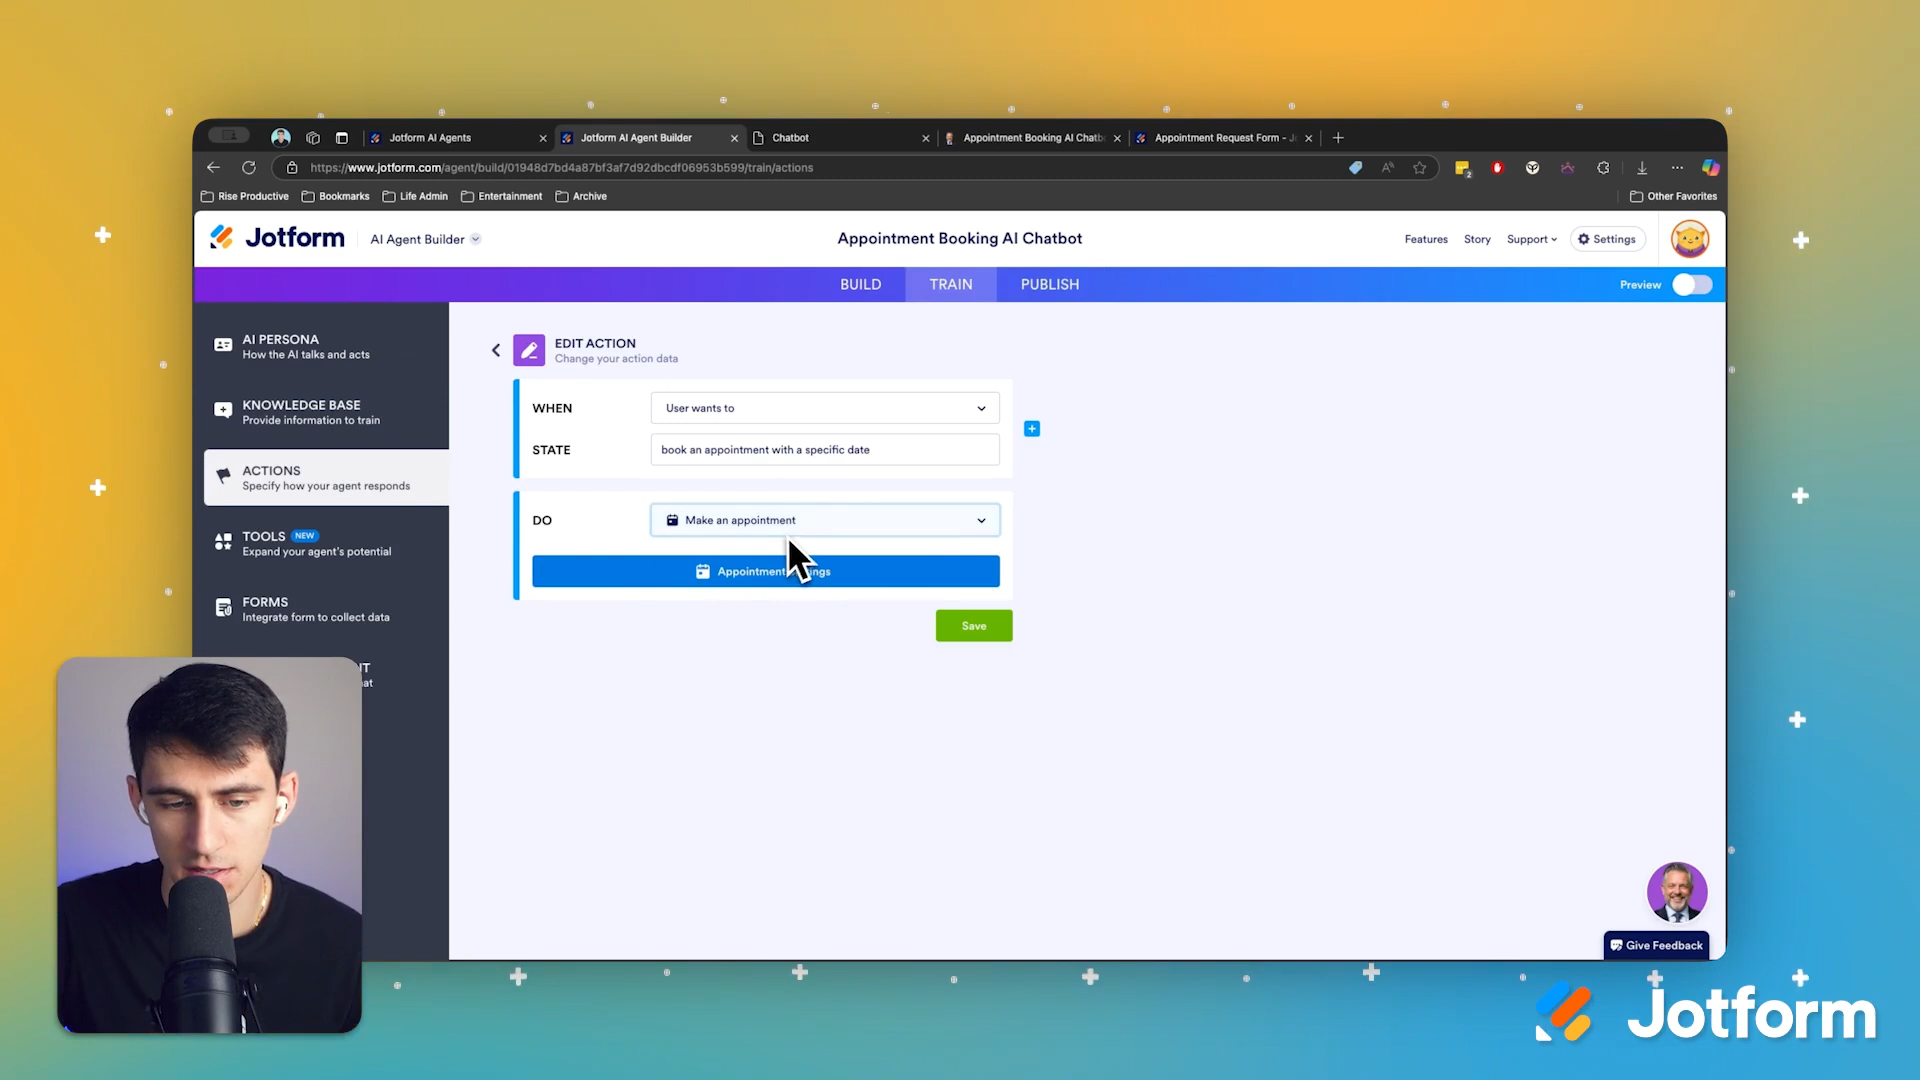 Jotform AI Agents
Jotform AI Agent Builder
Chatbot
Appointment Booking AI Chatb
Appointment Request Form - Jo
https://www.jotform.com/agent/build/01948d7bd4a87bf3af7d92dbcdf06953b599/train/actions
2
Rise Productive
Bookmarks
Life Admin
Entertainment
Archive
Other Favorites
Jotform
AI Agent Builder
Appointment Booking AI Chatbot
Features
Story
Support
Settings
BUILD
TRAIN
PUBLISH
Preview
AI PERSONA
How the AI talks and acts
KNOWLEDGE BASE
Provide information to train
ACTIONS
Specify how your agent responds
TOOLS NEW
Expand your agent's potential
FORMS
Integrate form to collect data
EDIT ACTION
Change your action data
WHEN
User wants to
STATE
book an appointment with a specific date
DO
Make an appointment
Appointment
Save
Give Feedback
Jotform